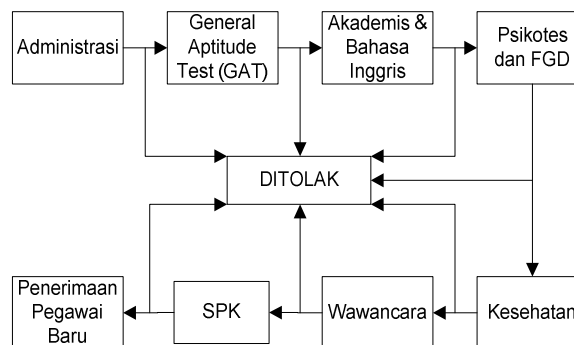 Administrasi
General
Aptitude
Test (GAT)
Akademis &
Bahasa
Inggris
Psikotes
dan FGD
DITOLAK
Penerimaan
Pegawai
Baru
SPK
Wawancara
Kesehatan